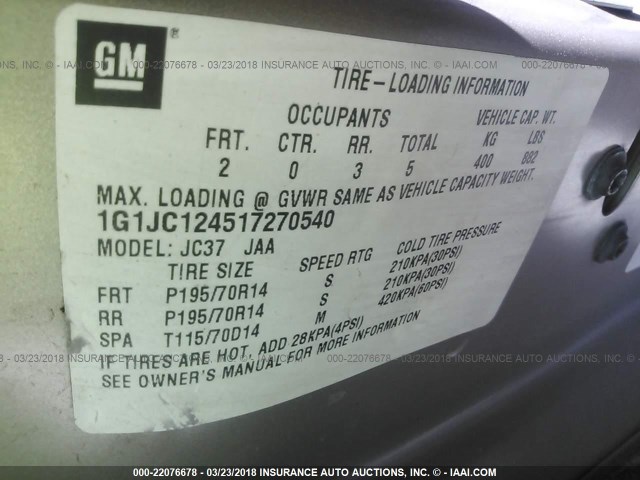 000-22076678 - 03/23/2018 INSURANCE AUTO AUCTIONS, INC. - © IAAI.COM
GM
TIRE-LOADING INFORMATION
OCCUPANTS VEHICLE CAP. WT.
FRT. CTR. RR. TOTAL KG LBS
2 0 3 5 400 882
MAX. LOADING @ GVWR SAME AS VEHICLE CAPACITY WEIGHT.
1G1JC124517270540
MODEL: JC37 JAA
TIRE SIZE SPEED RTG COLD TIRE PRESSURE
FRT P195/70R14 S 210KPA(30PSI)
RR P195/70R14 S 210KPA(30PSI)
SPA T115/70D14 M 420KPA(60PSI)
IF TIRES ARE HOT, ADD 28KPA(4PSI)
SEE OWNER'S MANUAL FOR MORE INFORMATION
000-22076678 - 03/23/2018 INSURANCE AUTO AUCTIONS, INC. - © IAAI.COM